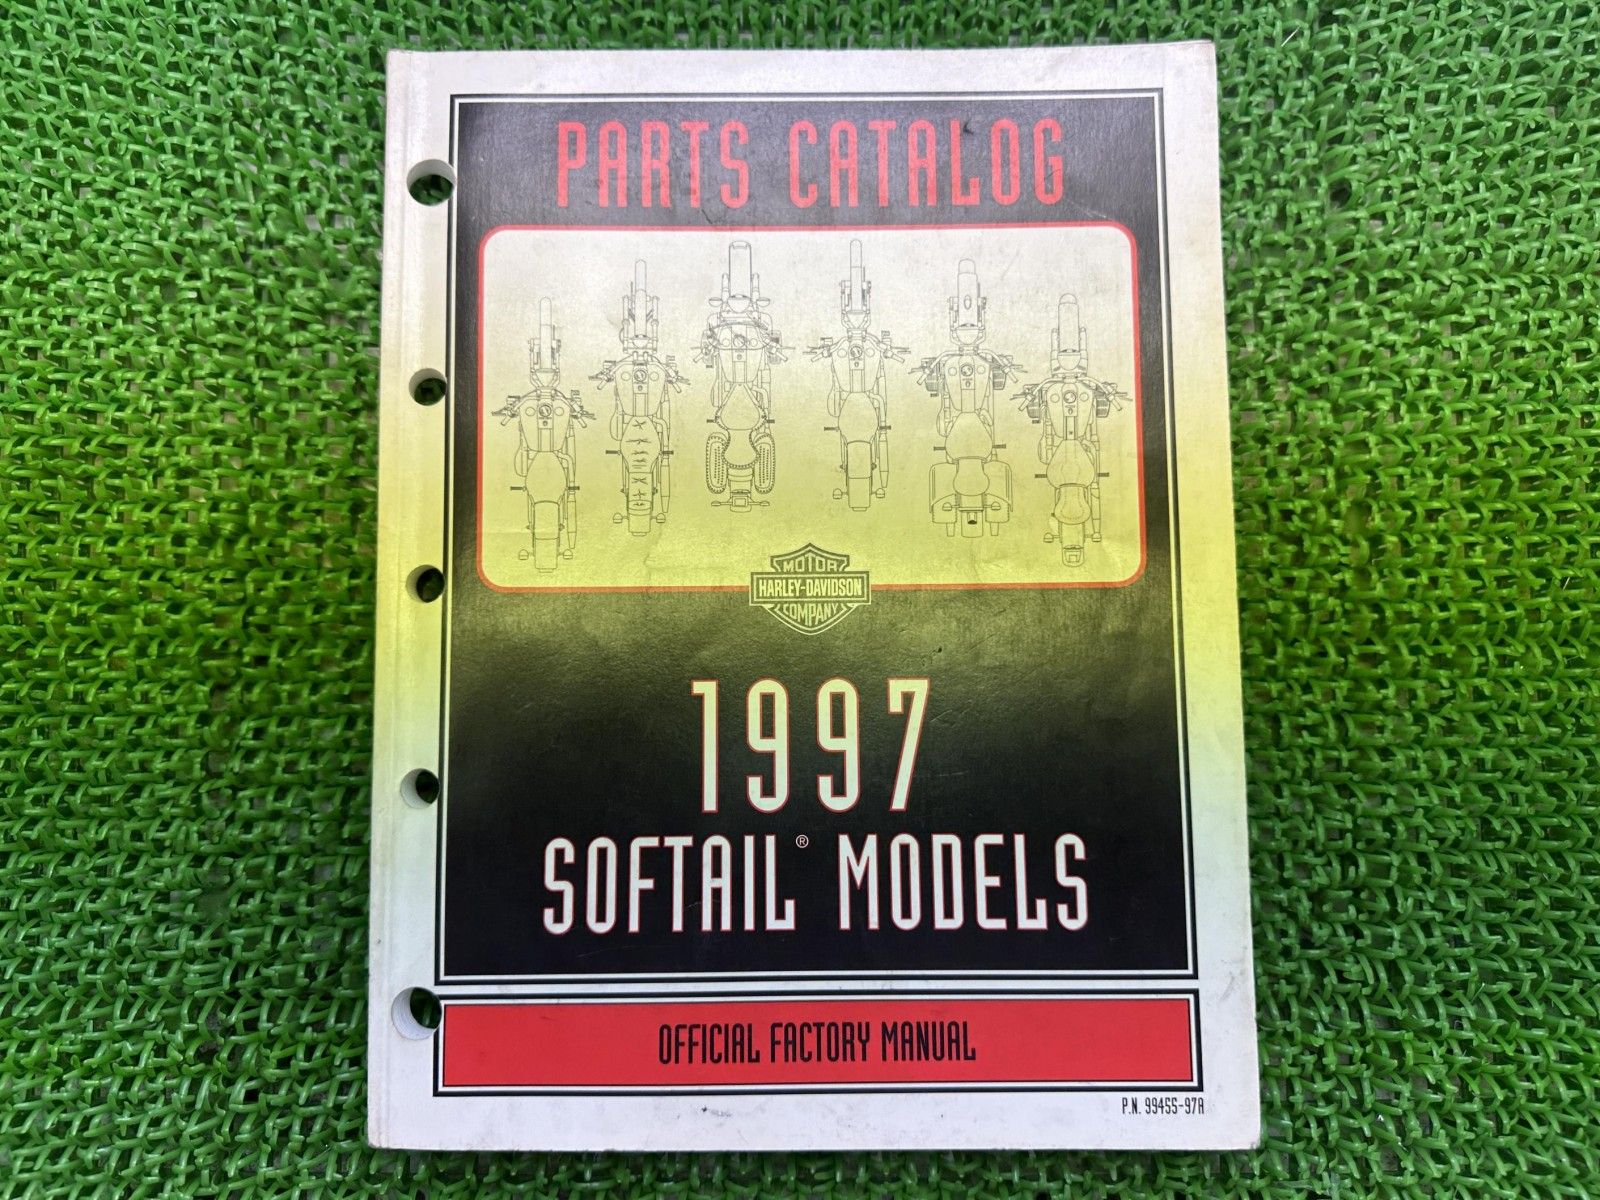 PARTS CATALOG
MOTOR
HARLEY-DAVIDSON
COMPANY
1997
SOFTAIL® MODELS
OFFICIAL FACTORY MANUAL
P.N. 99455-97A